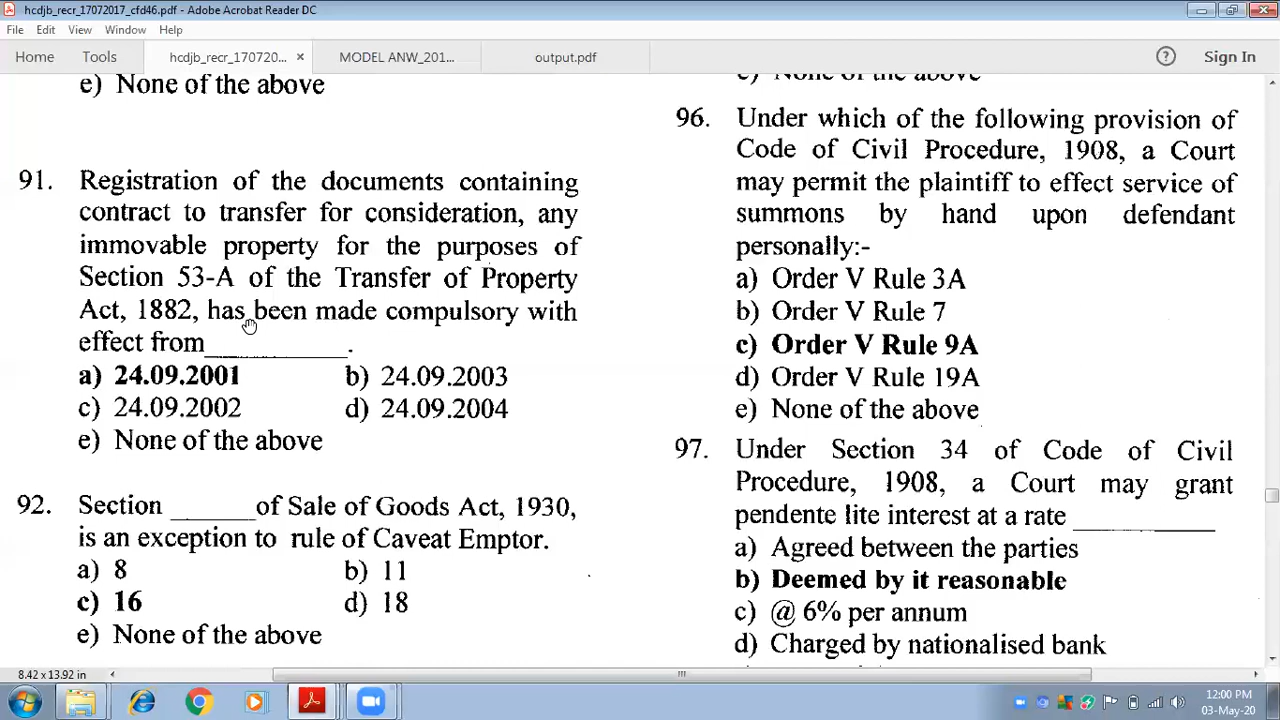 hcdjb_recr_17072017_cfd46.pdf - Adobe Acrobat Reader DC
File Edit View Window Help
Home Tools hcdjb_recr_170720... × MODEL ANW_201... output.pdf Sign In
e) None of the above
91. Registration of the documents containing
contract to transfer for consideration, any
immovable property for the purposes of
Section 53-A of the Transfer of Property
Act, 1882, has been made compulsory with
effect from__________.
a) 24.09.2001 b) 24.09.2003
c) 24.09.2002 d) 24.09.2004
e) None of the above
92. Section ______of Sale of Goods Act, 1930,
is an exception to rule of Caveat Emptor.
a) 8 b) 11
c) 16 d) 18
e) None of the above
e) None of the above
96. Under which of the following provision of
Code of Civil Procedure, 1908, a Court
may permit the plaintiff to effect service of
summons by hand upon defendant
personally:-
a) Order V Rule 3A
b) Order V Rule 7
c) Order V Rule 9A
d) Order V Rule 19A
e) None of the above
97. Under Section 34 of Code of Civil
Procedure, 1908, a Court may grant
pendente lite interest at a rate __________
a) Agreed between the parties
b) Deemed by it reasonable
c) @ 6% per annum
d) Charged by nationalised bank
8.42 x 13.92 in
12:00 PM
03-May-20